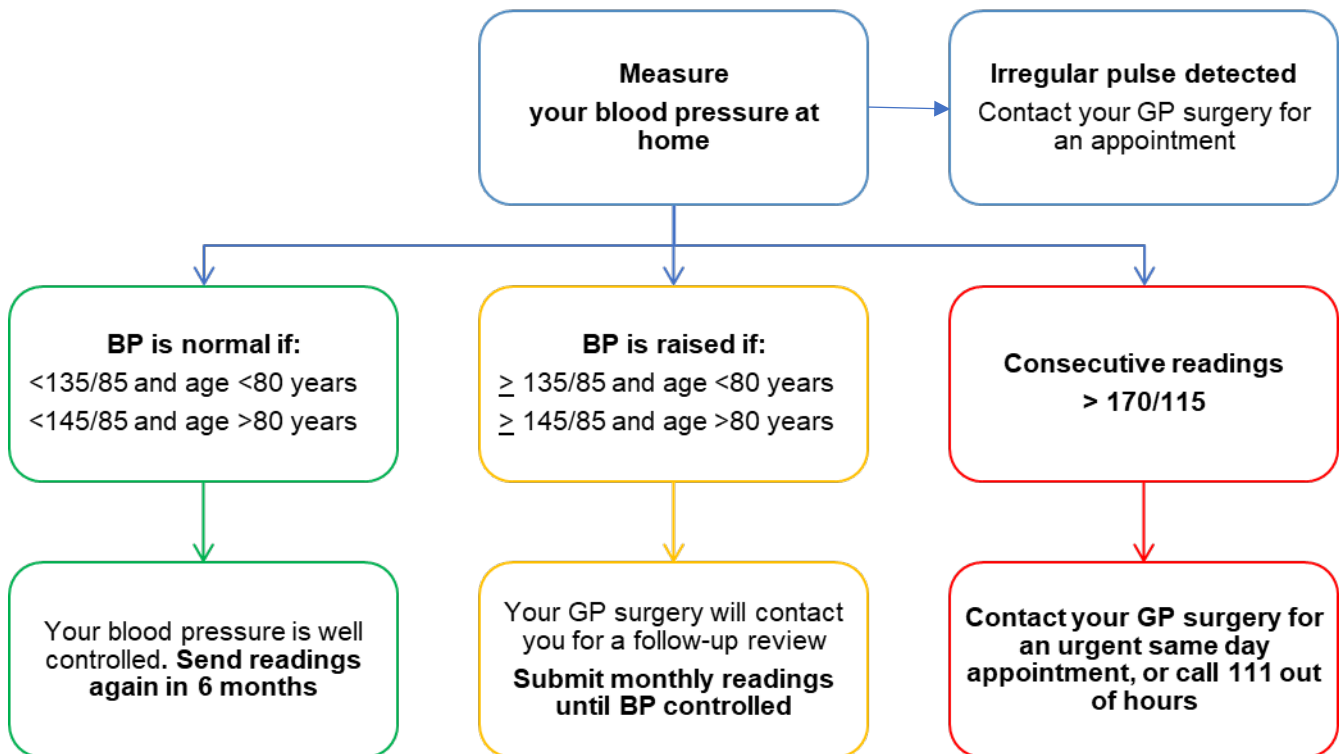 Measure
your blood pressure at
home
Irregular pulse detected
Contact your GP surgery for
an appointment
BP is normal if:
<135/85 and age <80 years
<145/85 and age >80 years
BP is raised if:
≥ 135/85 and age <80 years
≥ 145/85 and age >80 years
Consecutive readings
> 170/115
Your blood pressure is well
controlled. Send readings
again in 6 months
Your GP surgery will contact
you for a follow-up review
Submit monthly readings
until BP controlled
Contact your GP surgery for
an urgent same day
appointment, or call 111 out
of hours